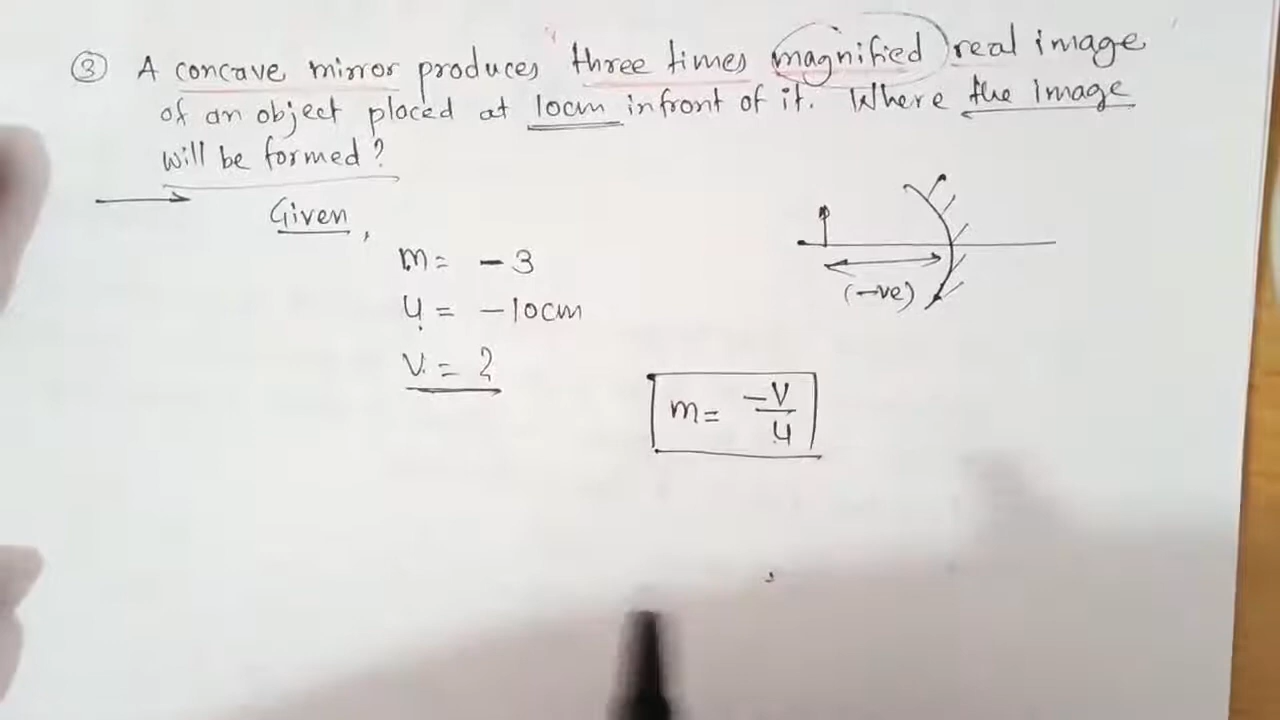 ③ A concave mirror produces three times magnified real image
of an object placed at 10cm infront of it. Where the image
will be formed?
Given,
m = -3
u = -10cm
v = ?
(-ve)
m = -v/u